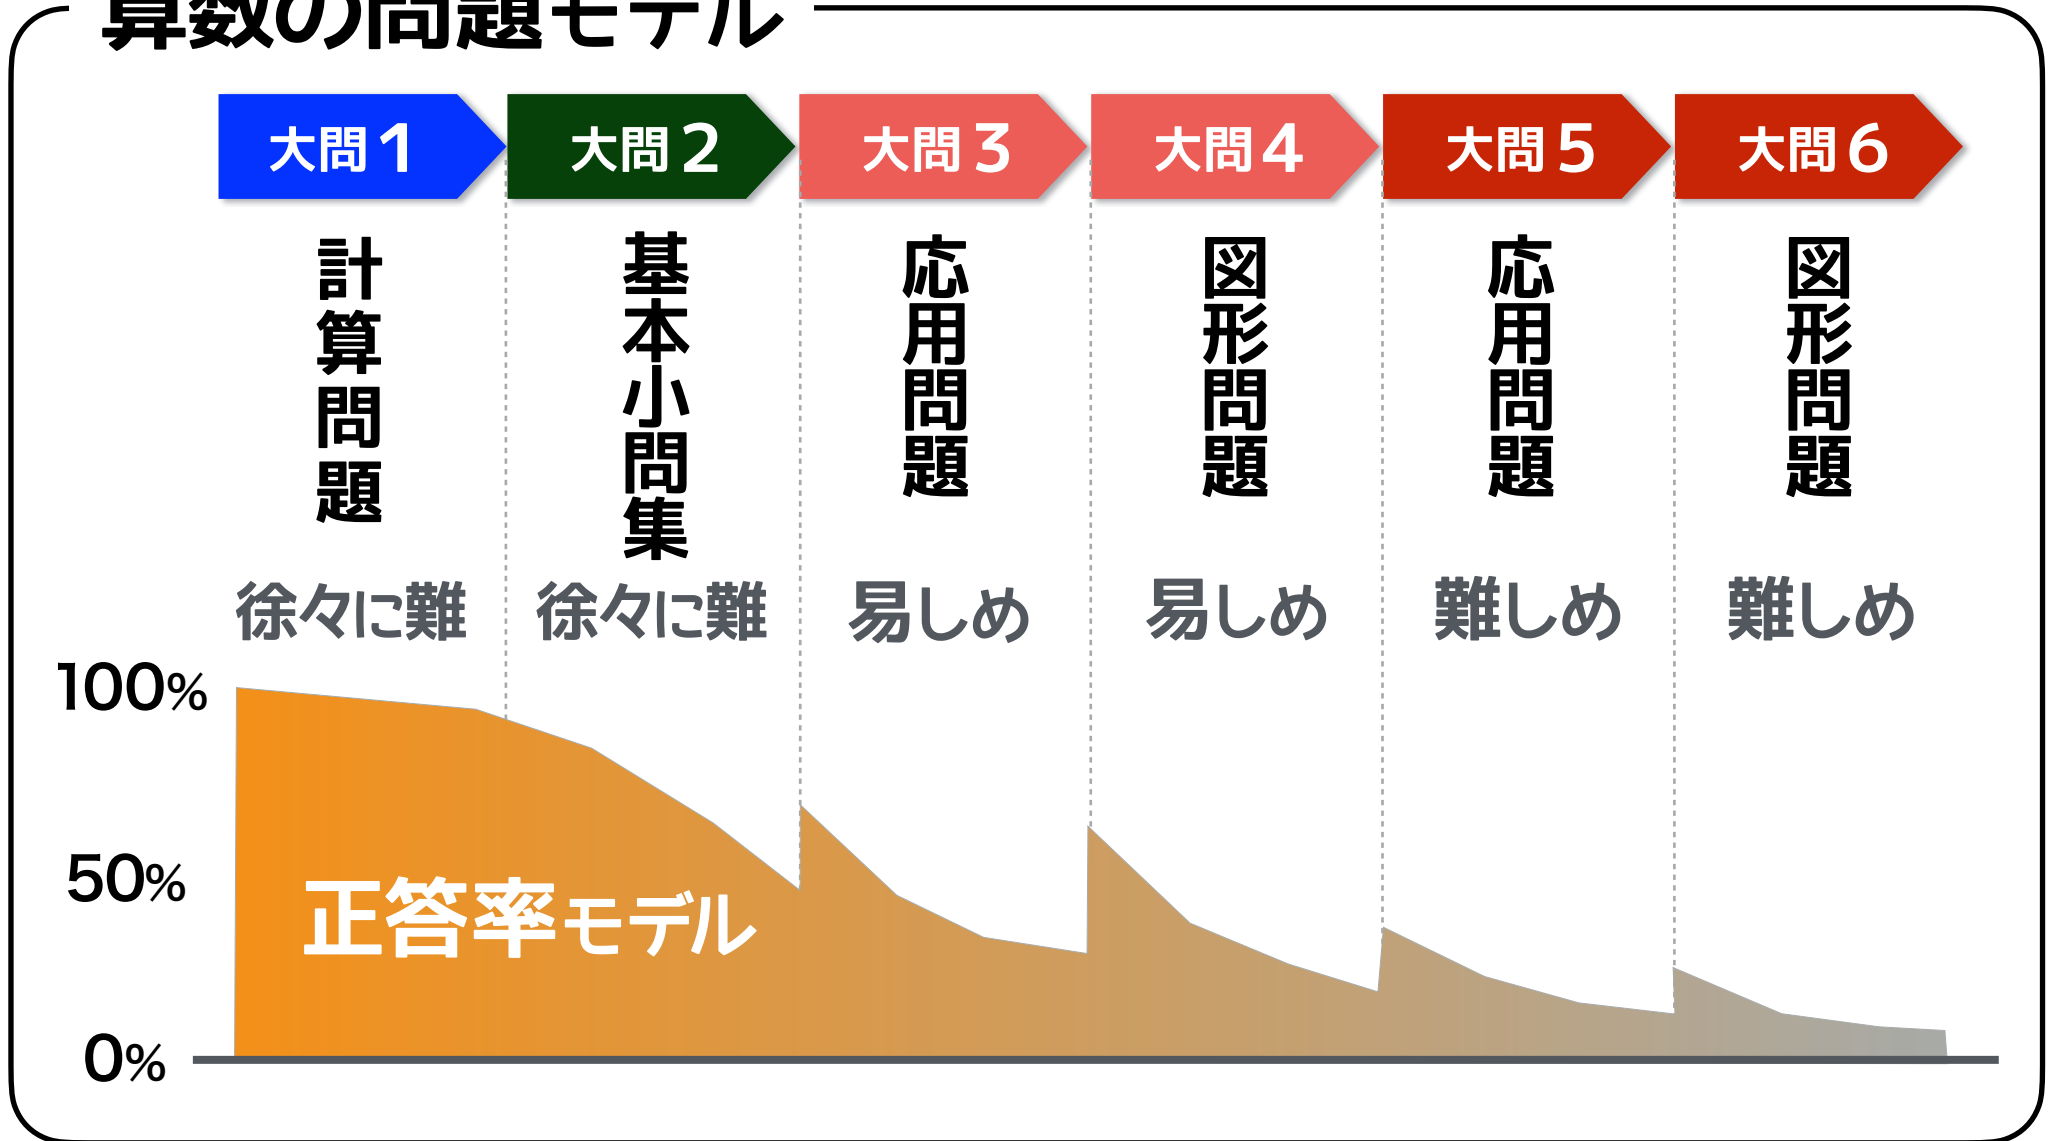 算数の問題モデル
大問1
大問2
大問3
大問4
大問5
大問6
計算問題
基本小問集
応用問題
図形問題
応用問題
図形問題
徐々に難
徐々に難
易しめ
易しめ
難しめ
難しめ
100%
50%
0%
正答率モデル